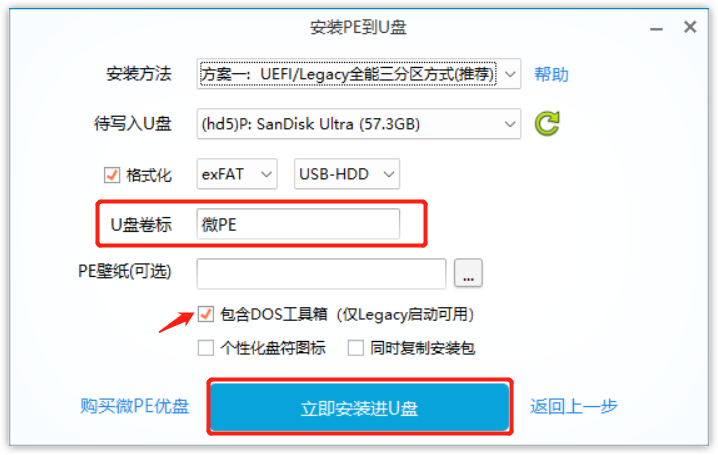 安装PE到U盘
安装方法 方案一：UEFI/Legacy全能三分区方式(推荐) 帮助
待写入U盘 (hd5)P: SanDisk Ultra (57.3GB)
格式化 exFAT USB-HDD
U盘卷标 微PE
PE壁纸(可选) ...
包含DOS工具箱（仅Legacy启动可用）
个性化盘符图标 同时复制安装包
购买微PE优盘 立即安装进U盘 返回上一步